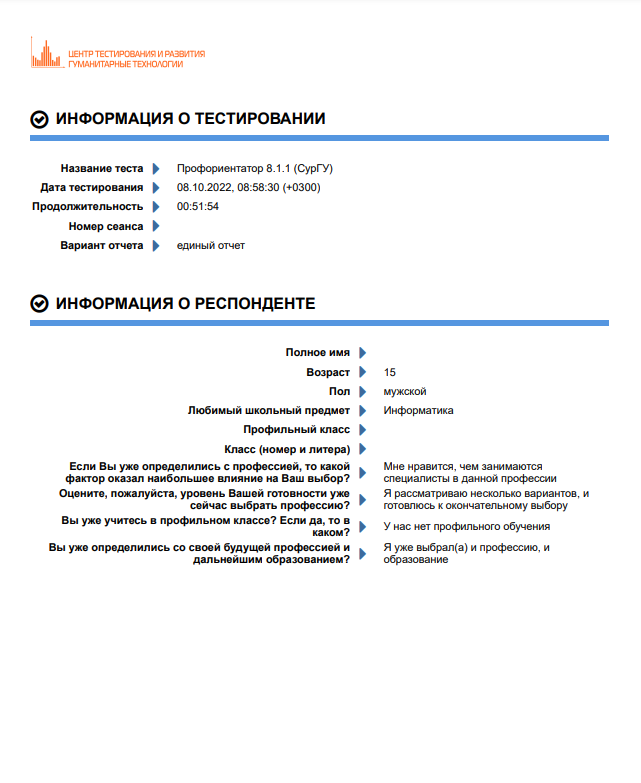 ЦЕНТР ТЕСТИРОВАНИЯ И РАЗВИТИЯ
ГУМАНИТАРНЫЕ ТЕХНОЛОГИИ
ИНФОРМАЦИЯ О ТЕСТИРОВАНИИ
Название теста Профориентатор 8.1.1 (СурГУ)
Дата тестирования 08.10.2022, 08:58:30 (+0300)
Продолжительность 00:51:54
Номер сеанса
Вариант отчета единый отчет
ИНФОРМАЦИЯ О РЕСПОНДЕНТЕ
Полное имя
Возраст 15
Пол мужской
Любимый школьный предмет Информатика
Профильный класс
Класс (номер и литера)
Если Вы уже определились с профессией, то какой
фактор оказал наибольшее влияние на Ваш выбор?
Мне нравится, чем занимаются
специалисты в данной профессии
Оцените, пожалуйста, уровень Вашей готовности уже
сейчас выбрать профессию?
Я рассматриваю несколько вариантов, и
готовлюсь к окончательному выбору
Вы уже учитесь в профильном классе? Если да, то в
каком?
У нас нет профильного обучения
Вы уже определились со своей будущей профессией и
дальнейшим образованием?
Я уже выбрал(а) и профессию, и
образование